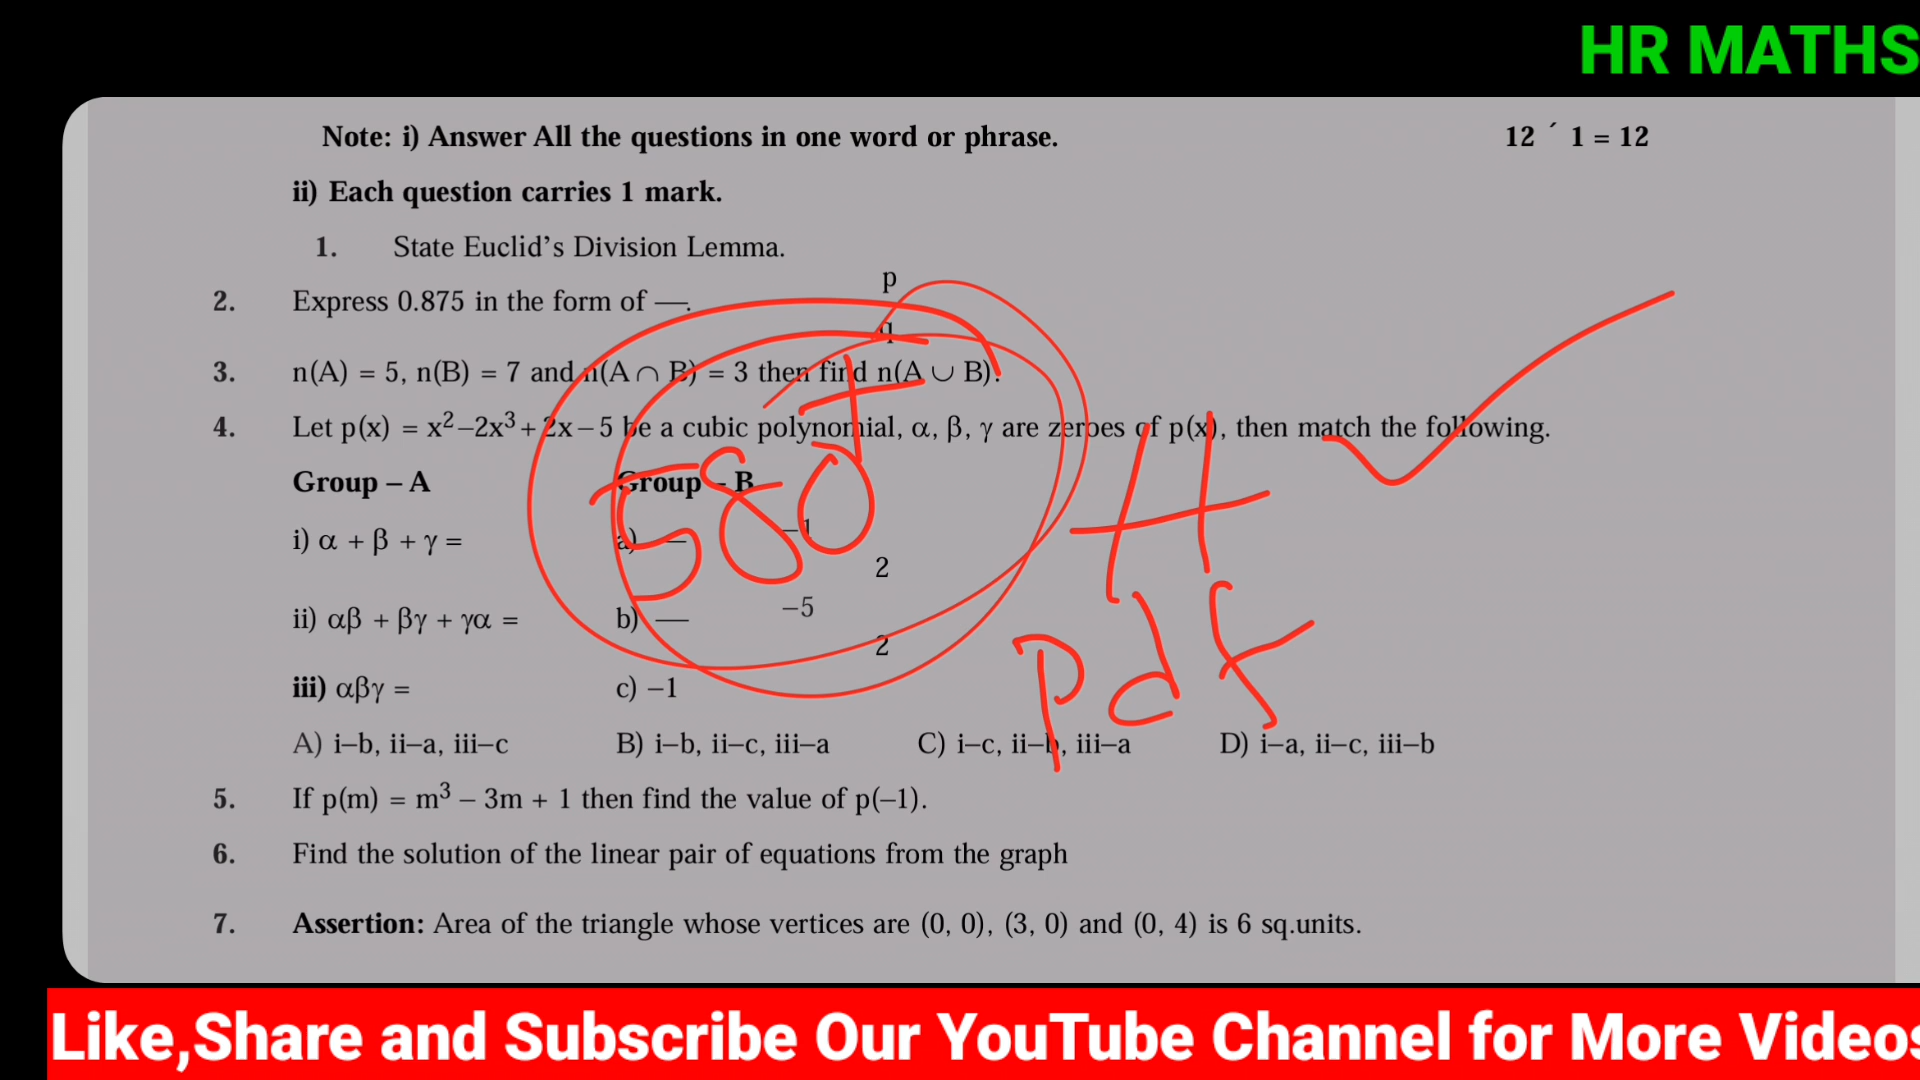 HR MATHS
Note: i) Answer All the questions in one word or phrase. 12 ´ 1 = 12
ii) Each question carries 1 mark.
1. State Euclid’s Division Lemma.
p
2. Express 0.875 in the form of —.
q
3. n(A) = 5, n(B) = 7 and n(A ∩ B) = 3 then find n(A ∪ B).
4. Let p(x) = x²–2x³+2x–5 be a cubic polynomial, α, β, γ are zeroes of p(x), then match the following.
Group – A Group – B
–1
i) α + β + γ = a) —
2
–5
ii) αβ + βγ + γα = b) —
2
iii) αβγ = c) –1
A) i–b, ii–a, iii–c B) i–b, ii–c, iii–a C) i–c, ii–b, iii–a D) i–a, ii–c, iii–b
580
pdf
5. If p(m) = m³ – 3m + 1 then find the value of p(–1).
6. Find the solution of the linear pair of equations from the graph
7. Assertion: Area of the triangle whose vertices are (0, 0), (3, 0) and (0, 4) is 6 sq.units.
Like,Share and Subscribe Our YouTube Channel for More Videos